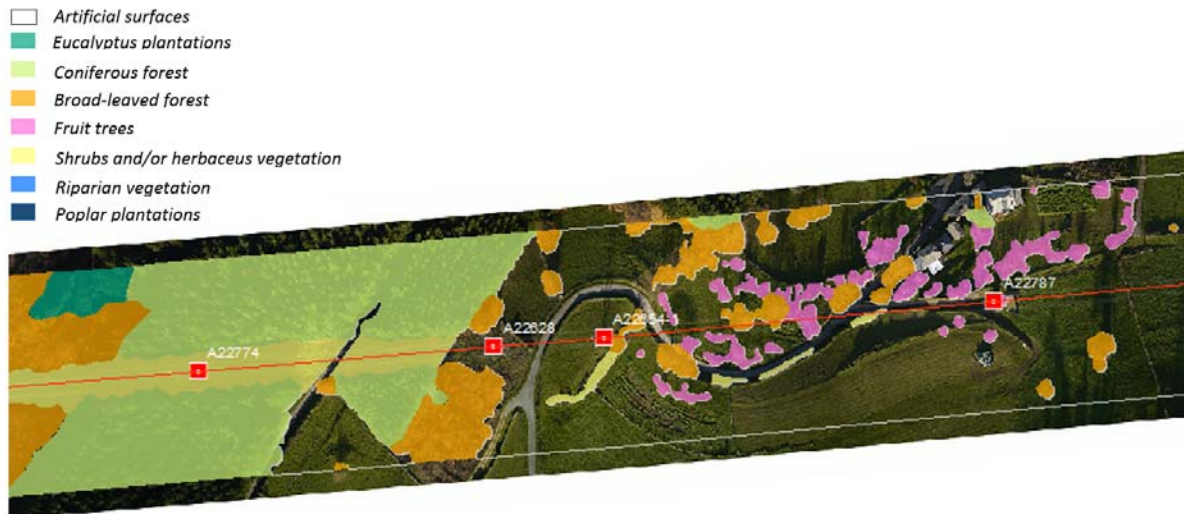 Artificial surfaces
Eucalyptus plantations
Coniferous forest
Broad-leaved forest
Fruit trees
Shrubs and/or herbaceus vegetation
Riparian vegetation
Poplar plantations
A22787
A22774
A22628